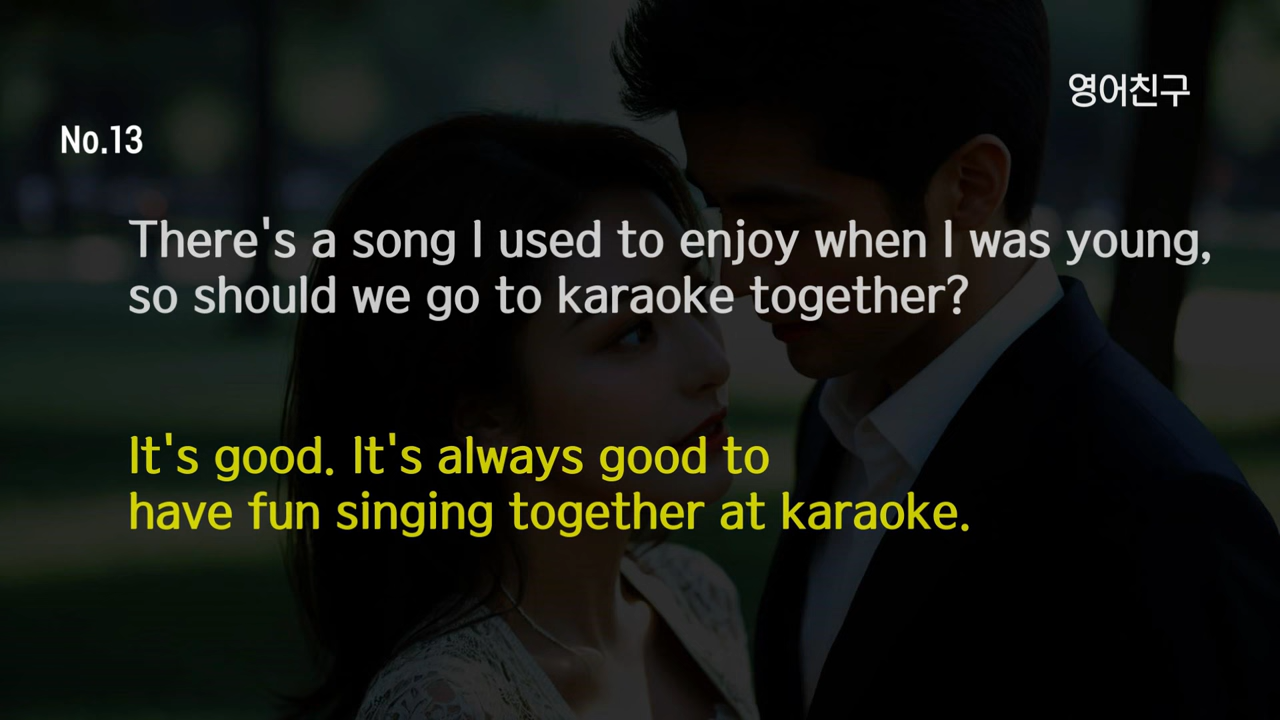 영어친구
No.13
There's a song I used to enjoy when I was young,
so should we go to karaoke together?
It's good. It's always good to
have fun singing together at karaoke.